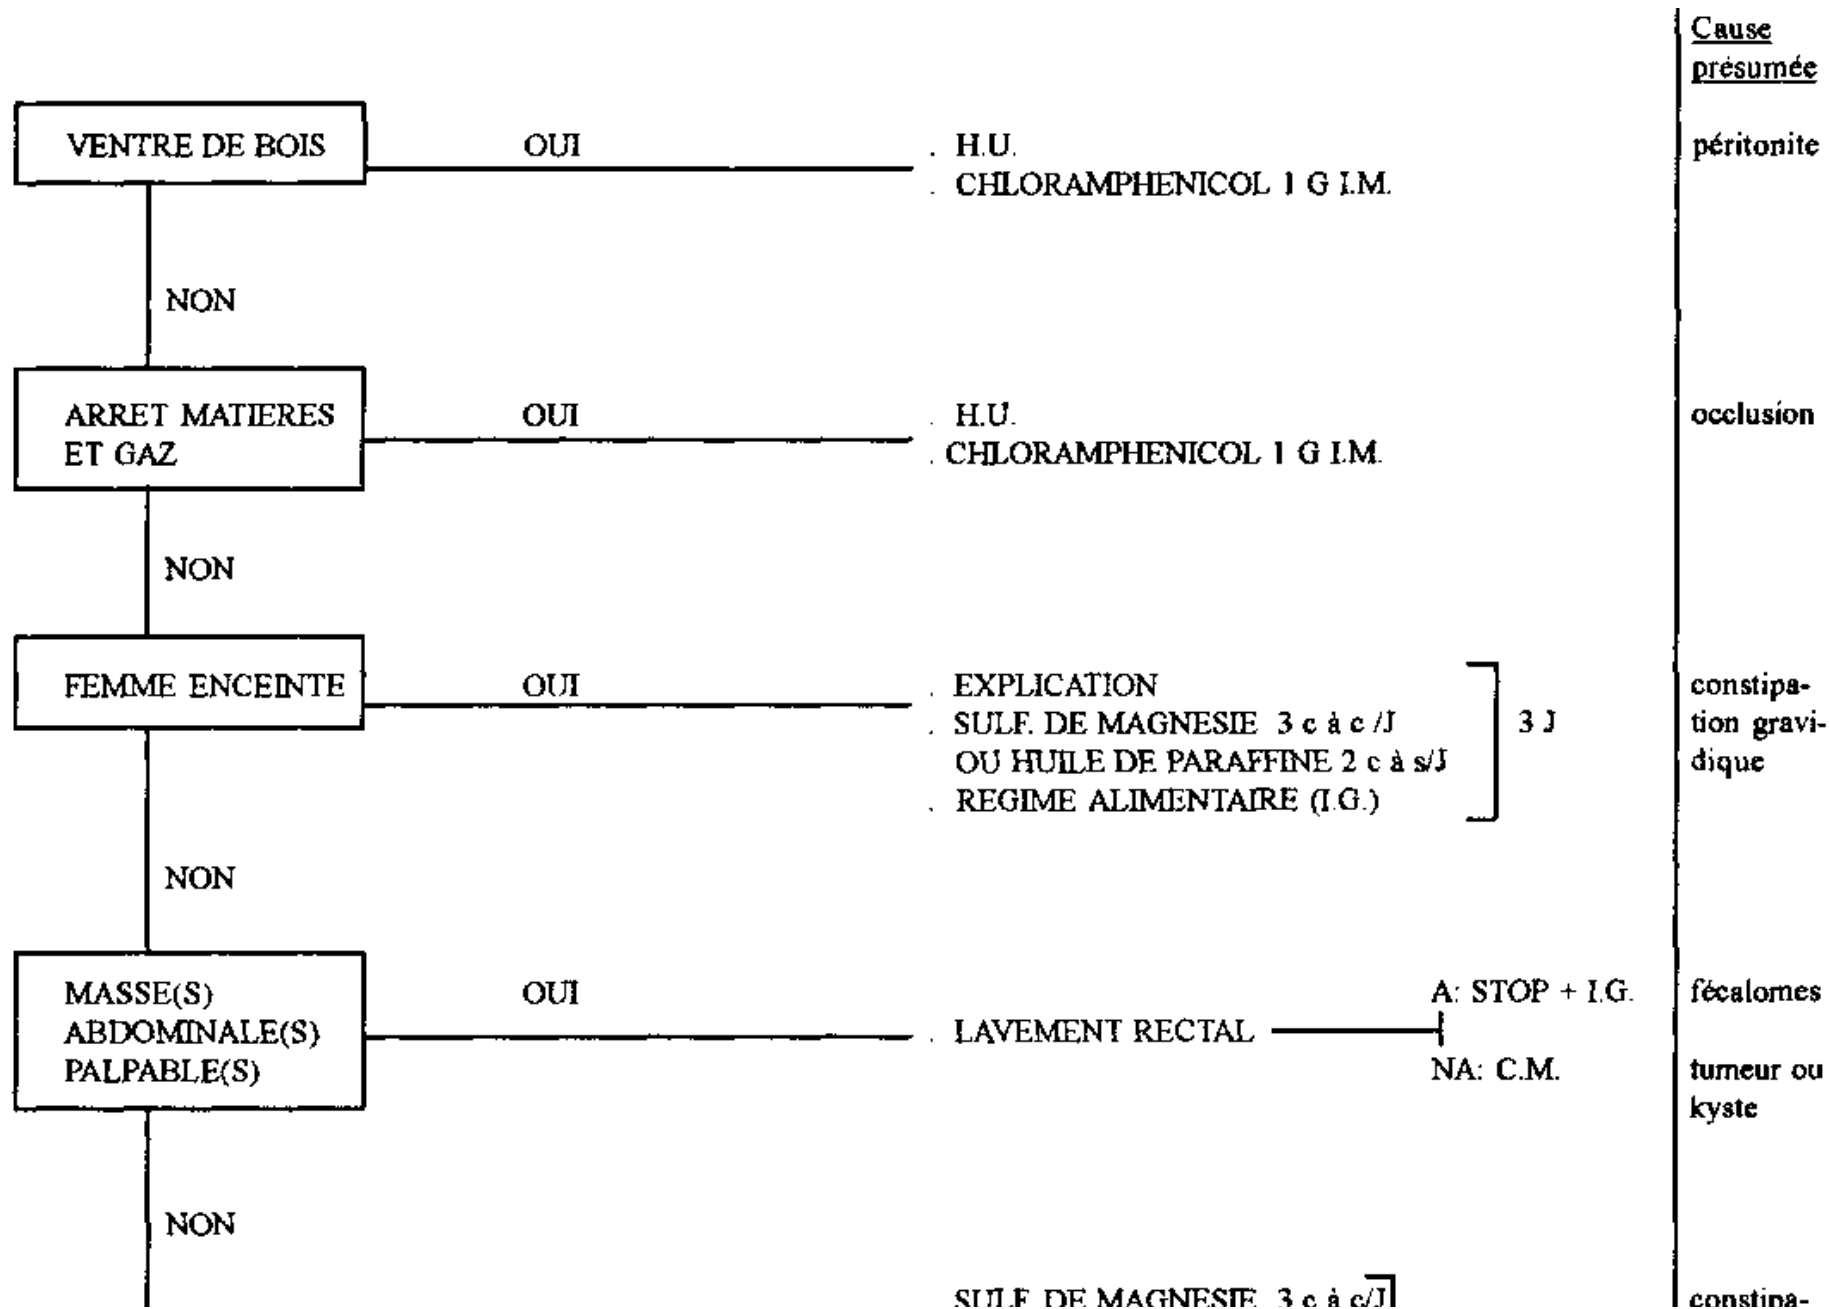 Cause
présumée
VENTRE DE BOIS
OUI
. H.U.
péritonite
. CHLORAMPHENICOL 1 G I.M.
NON
ARRET MATIERES
OUI
. H.U.
occlusion
ET GAZ
. CHLORAMPHENICOL 1 G I.M.
NON
FEMME ENCEINTE
OUI
. EXPLICATION
constipa-
. SULF. DE MAGNESIE 3 c à c /J
3 J
tion gravi-
OU HUILE DE PARAFFINE 2 c à s/J
dique
. REGIME ALIMENTAIRE (I.G.)
NON
MASSE(S)
OUI
A: STOP + I.G.
fécalomes
ABDOMINALE(S)
. LAVEMENT RECTAL
PALPABLE(S)
NA: C.M.
tumeur ou
kyste
NON
SULF. DE MAGNESIE 3 c à c/J
constipa-